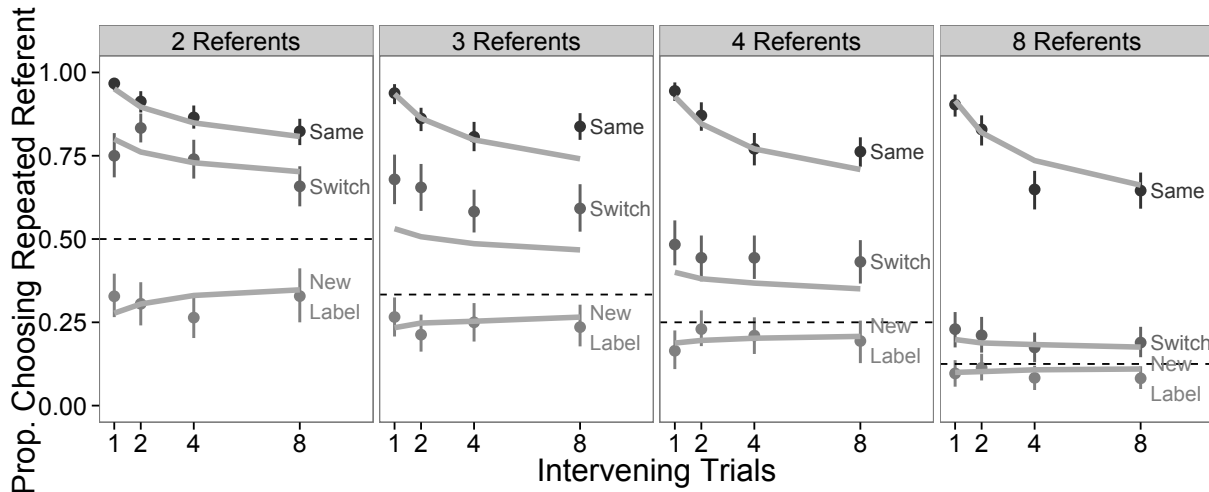 Prop. Choosing Repeated Referent
2 Referents
3 Referents
4 Referents
8 Referents
1.00
0.75
0.50
0.25
0.00
Same
Switch
New
Label
Same
Switch
New
Label
Same
Switch
New
Label
Same
Switch
New
Label
1 2 4 8
1 2 4 8
1 2 4 8
1 2 4 8
Intervening Trials